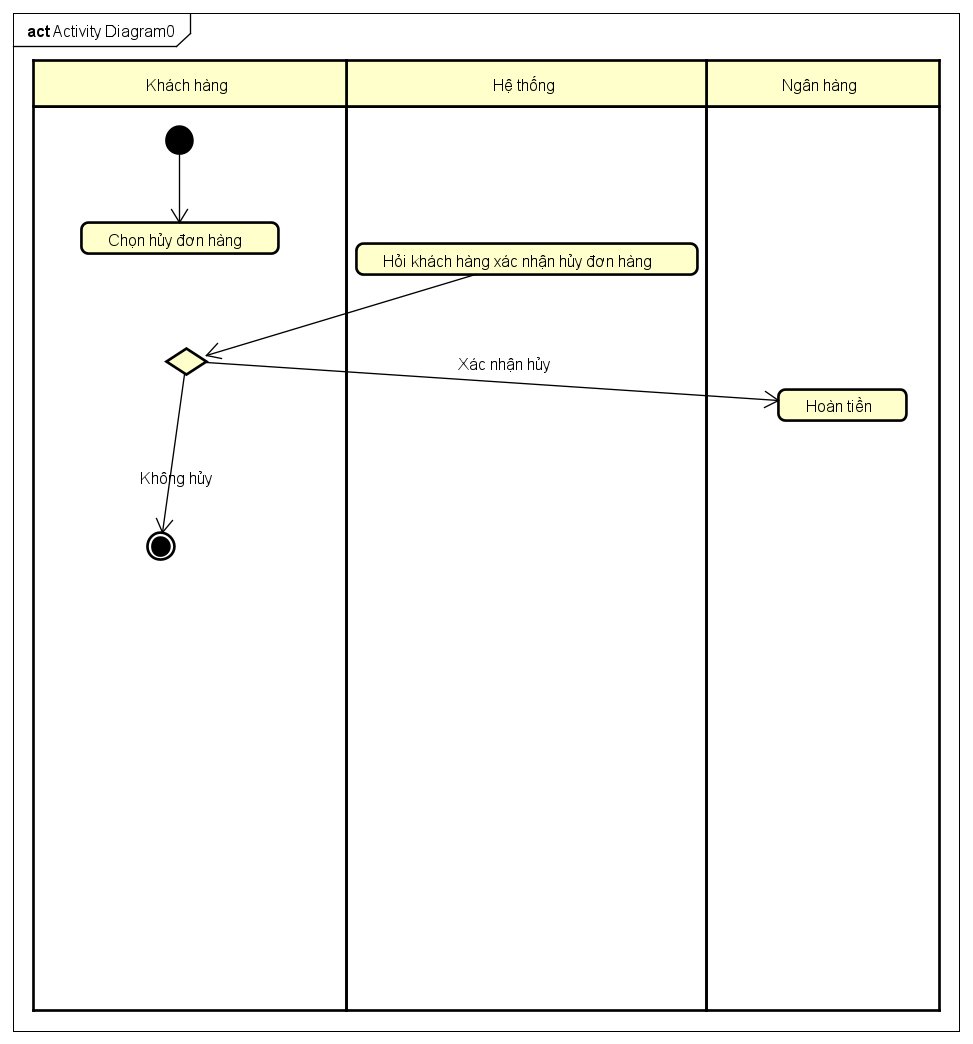 act Activity Diagram0
Khách hàng
Hệ thống
Ngân hàng
Chọn hủy đơn hàng
Hỏi khách hàng xác nhận hủy đơn hàng
Xác nhận hủy
Hoàn tiền
Không hủy